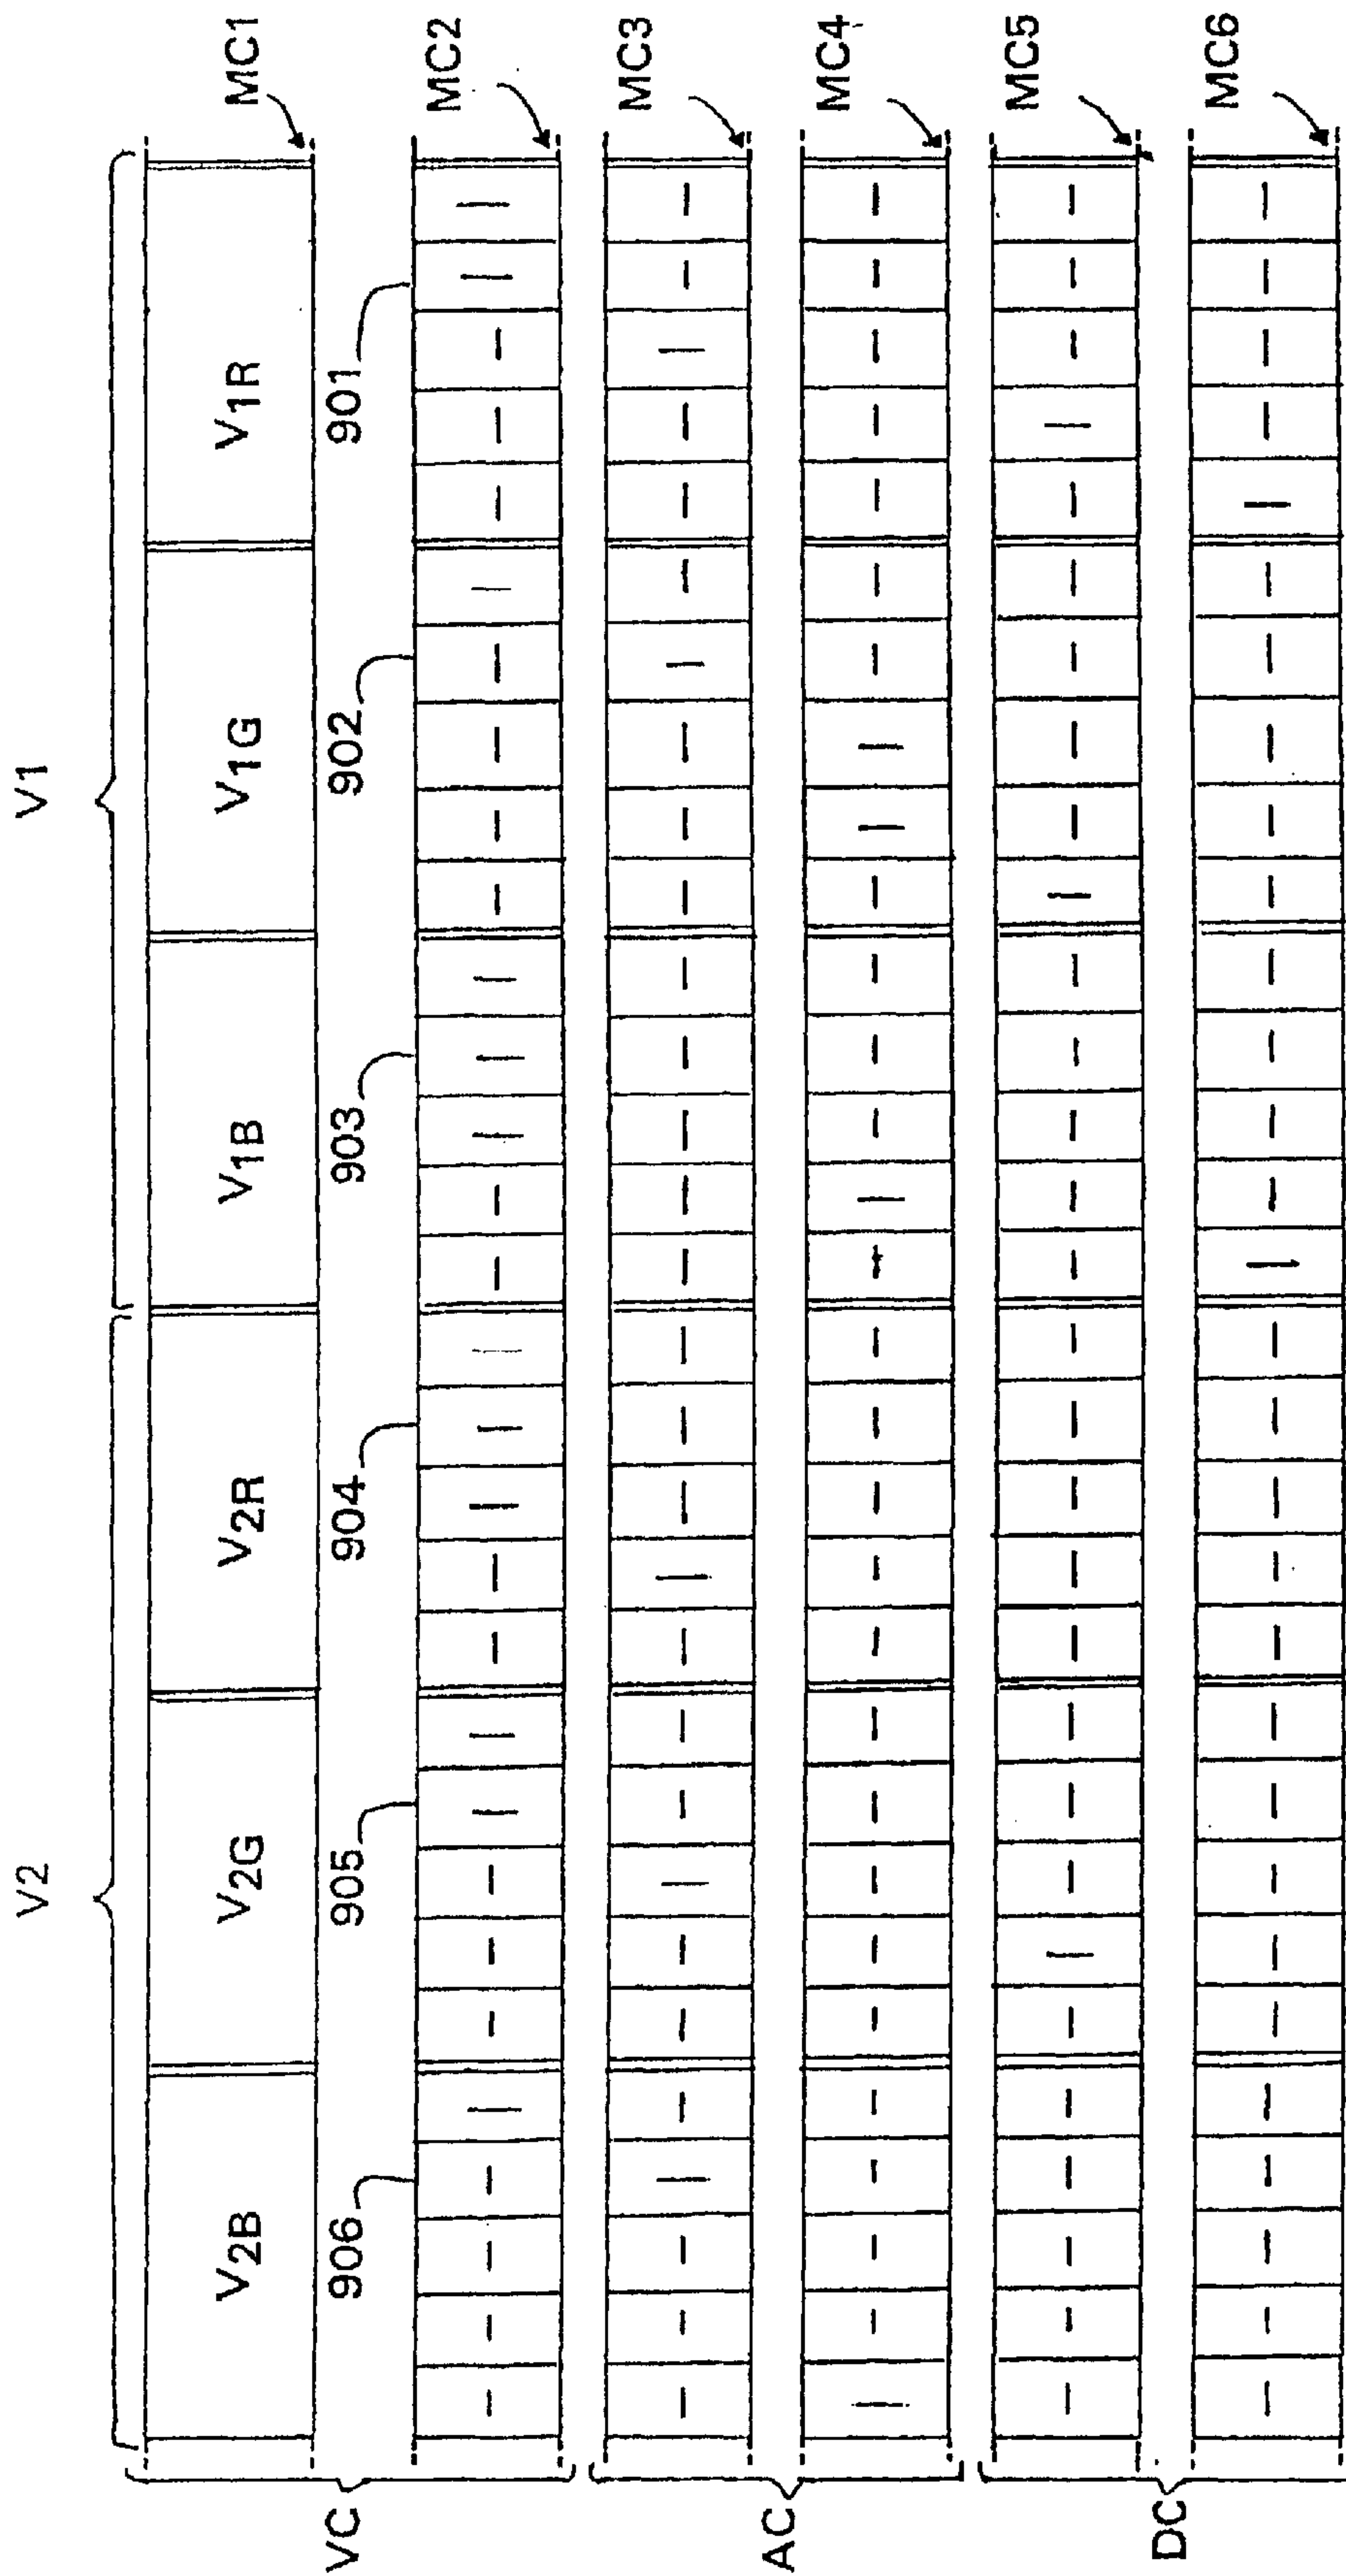 V2 V1
V2B V2G V2R V1B V1G V1R MC1
VC
906 905 904 903 902 901
MC2
MC3
AC
MC4
MC5
DC
MC6